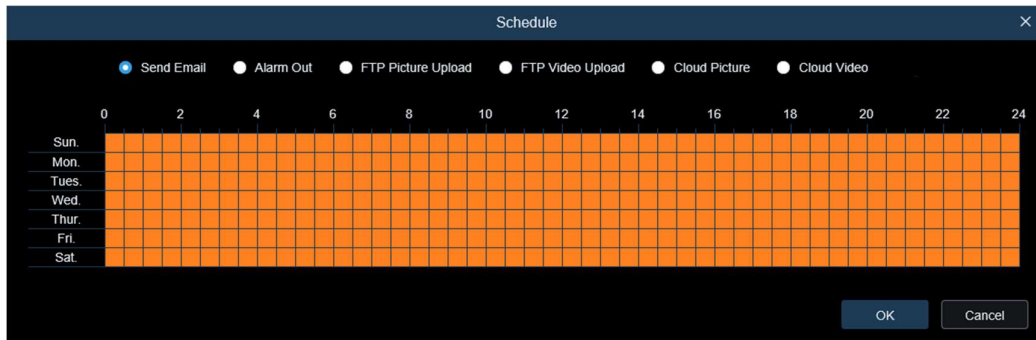 Schedule
Send Email Alarm Out FTP Picture Upload FTP Video Upload Cloud Picture Cloud Video
0 2 4 6 8 10 12 14 16 18 20 22 24
Sun.
Mon.
Tues.
Wed.
Thur.
Fri.
Sat.
OK Cancel